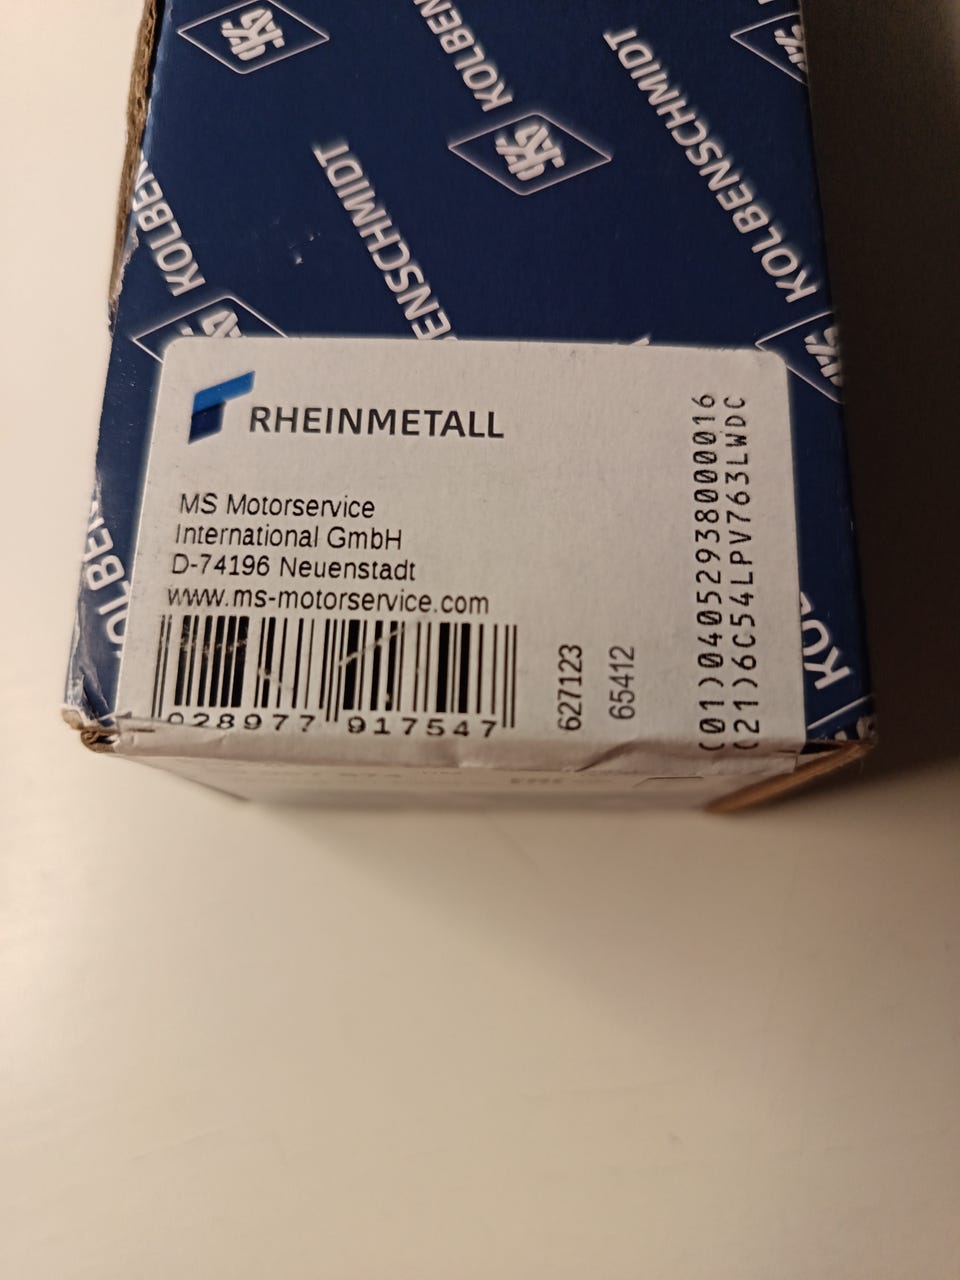 KOLBENSCHMIDT
KOLBENSCHMIDT
RHEINMETALL
MS Motorservice
International GmbH
D-74196 Neuenstadt
www.ms-motorservice.com
028977 917547
627123
65412
(01)04052938000016
(21)6C54LPV763LWDC